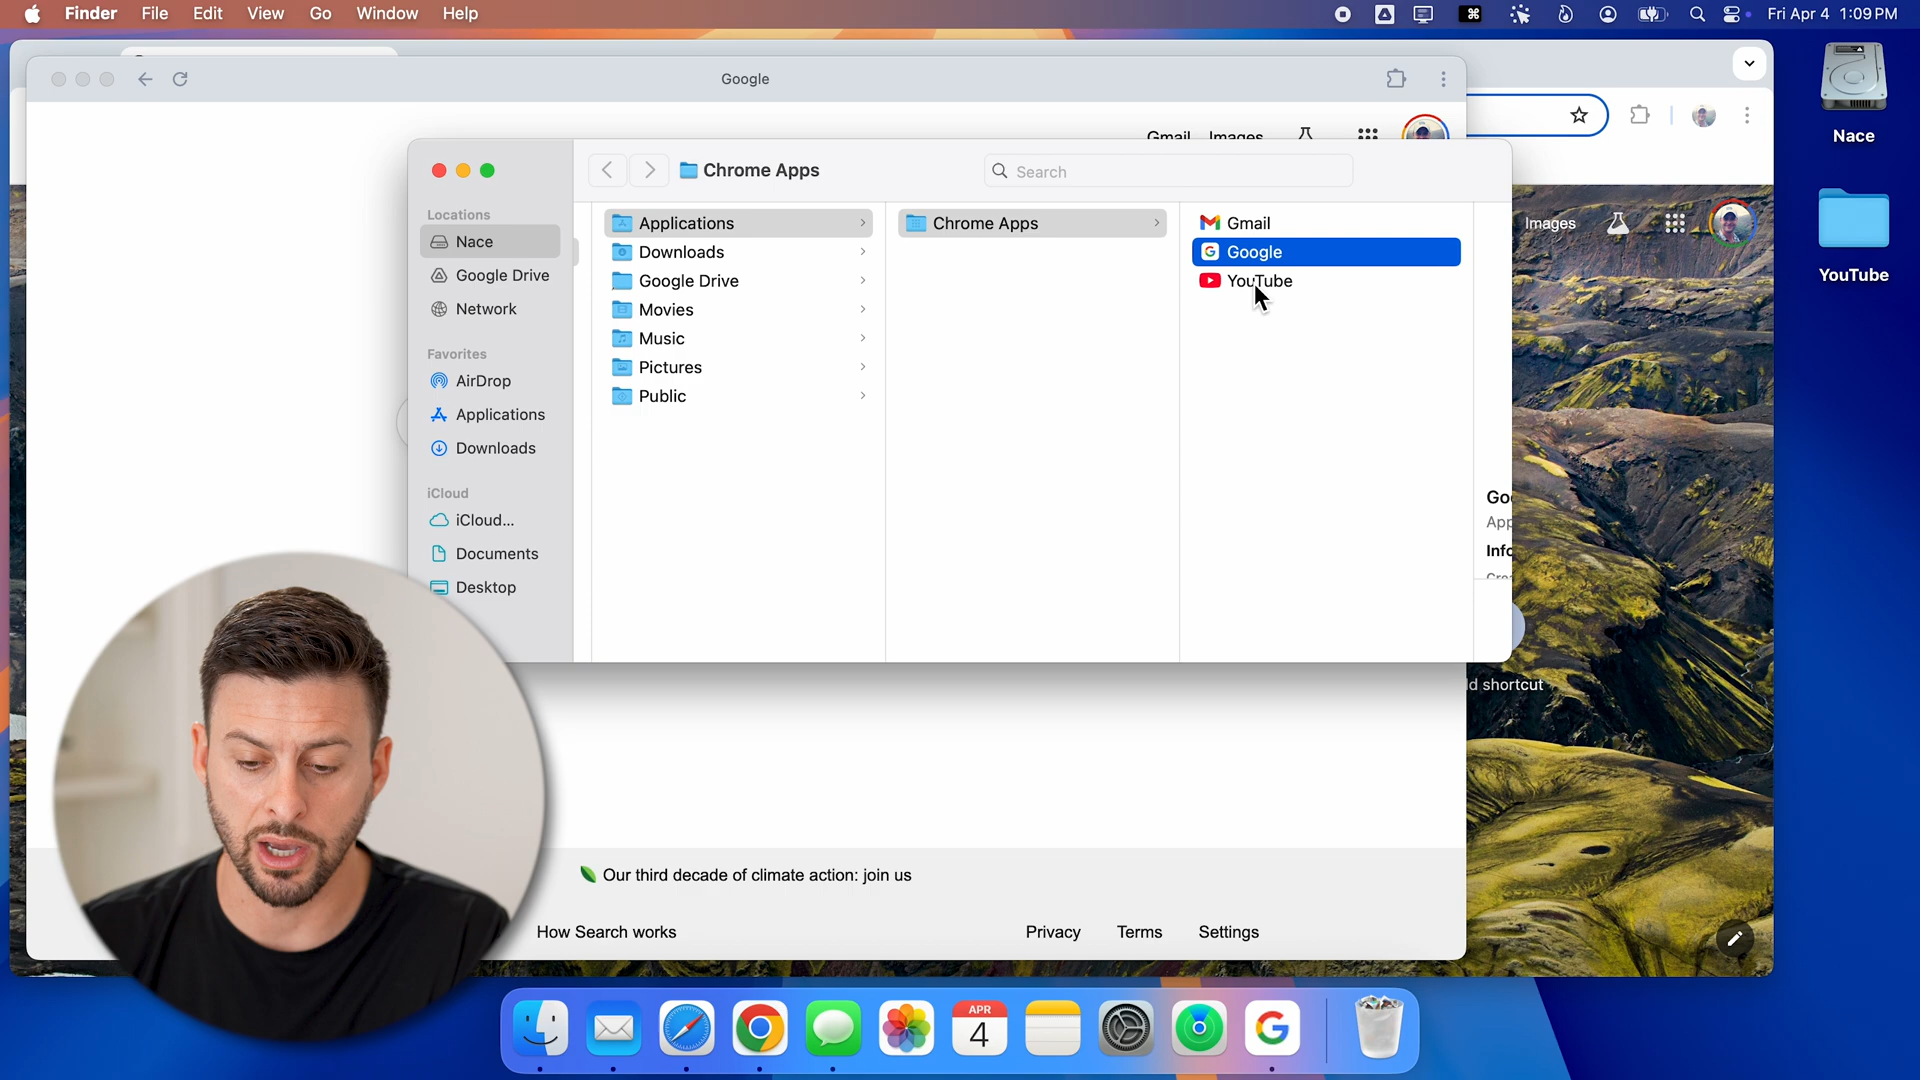 Finder File Edit View Go Window Help
Fri Apr 4 1:09 PM
Google
Gmail Images
Nace
Chrome Apps
Search
Locations
Nace
Google Drive
Network
Favorites
AirDrop
Applications
Downloads
iCloud
iCloud...
Documents
Desktop
Applications
Downloads
Google Drive
Movies
Music
Pictures
Public
Chrome Apps
Gmail
Google
YouTube
Images
YouTube
shortcut
Our third decade of climate action: join us
How Search works
Privacy Terms Settings
APR
4